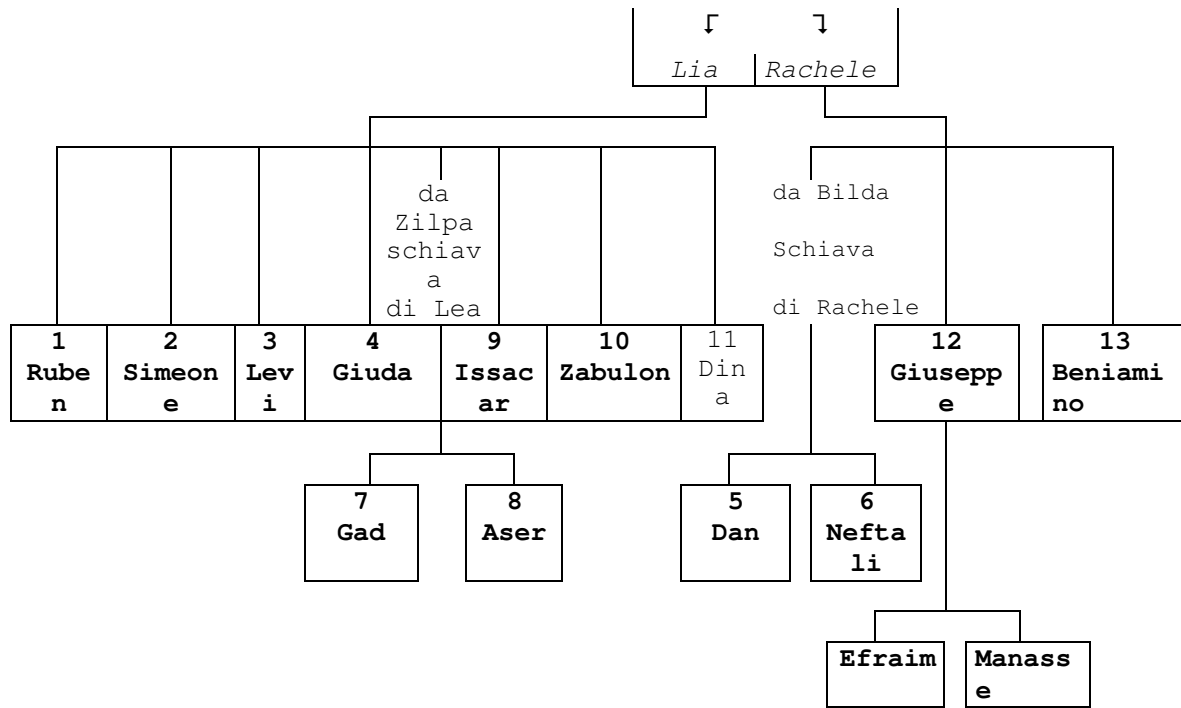 Lia Rachele
da
Zilpa
schiav
a
di Lea
da Bilda
Schiava
di Rachele
1
Rube
n
2
Simeon
e
3
Lev
i
4
Giuda
9
Issac
ar
10
Zabulon
11
Din
a
12
Giusepp
e
13
Beniami
no
7
Gad
8
Aser
5
Dan
6
Nefta
li
Efraim
Manass
e